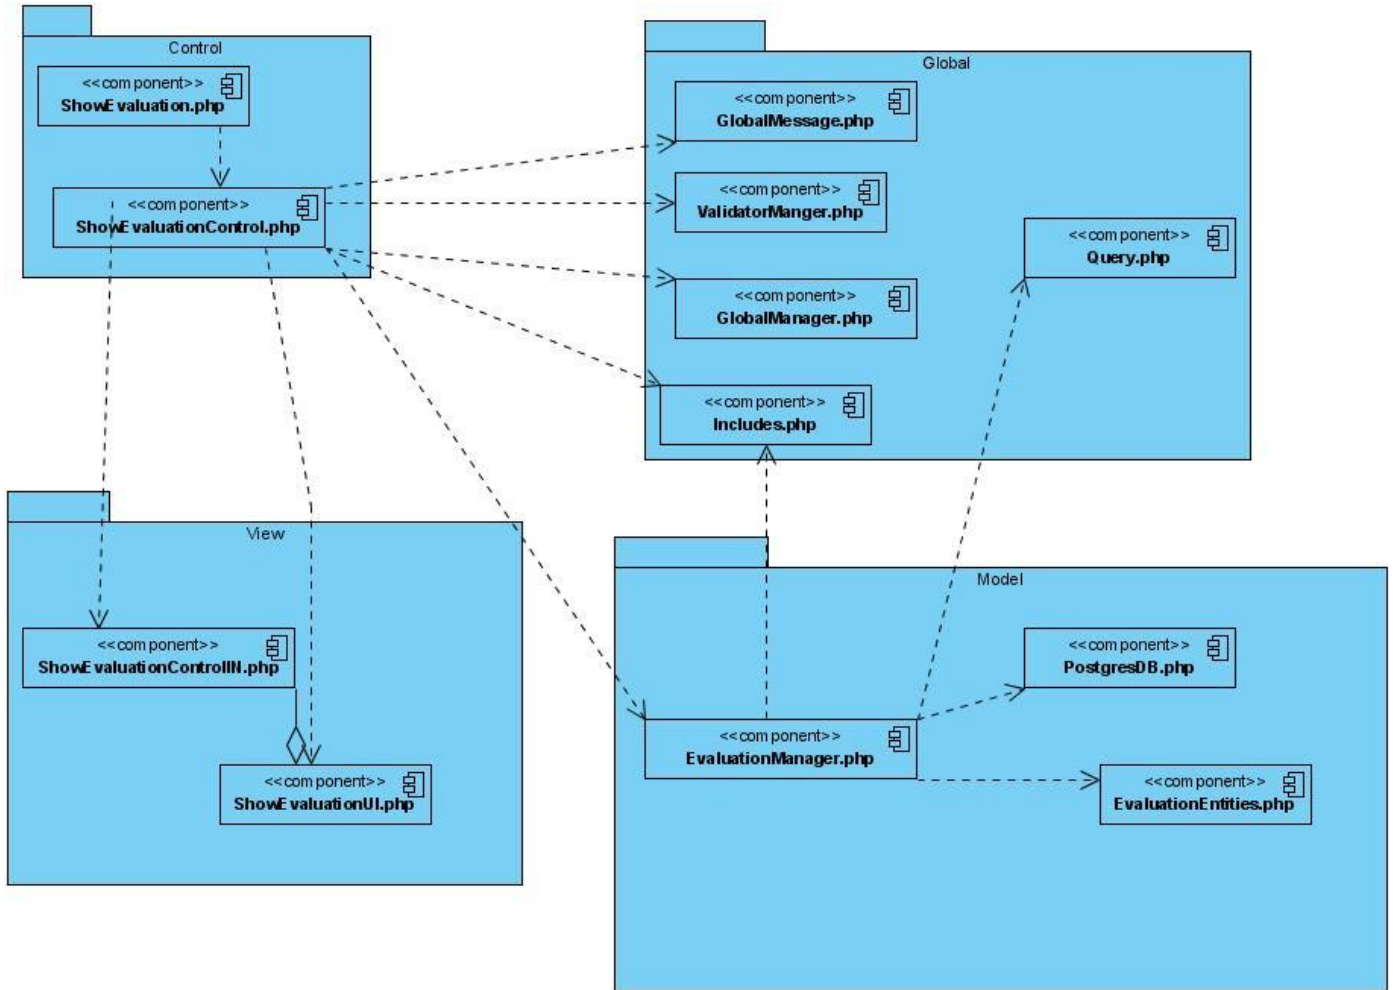 Control
<<component>>
ShowEvaluation.php
<<component>>
ShowEvaluationControl.php
Global
<<component>>
GlobalMessage.php
<<component>>
ValidatorManger.php
<<component>>
Query.php
<<component>>
GlobalManager.php
<<component>>
Includes.php
View
<<component>>
ShowEvaluationControlIN.php
<<component>>
ShowEvaluationUI.php
Model
<<component>>
PostgresDB.php
<<component>>
EvaluationManager.php
<<component>>
EvaluationEntities.php